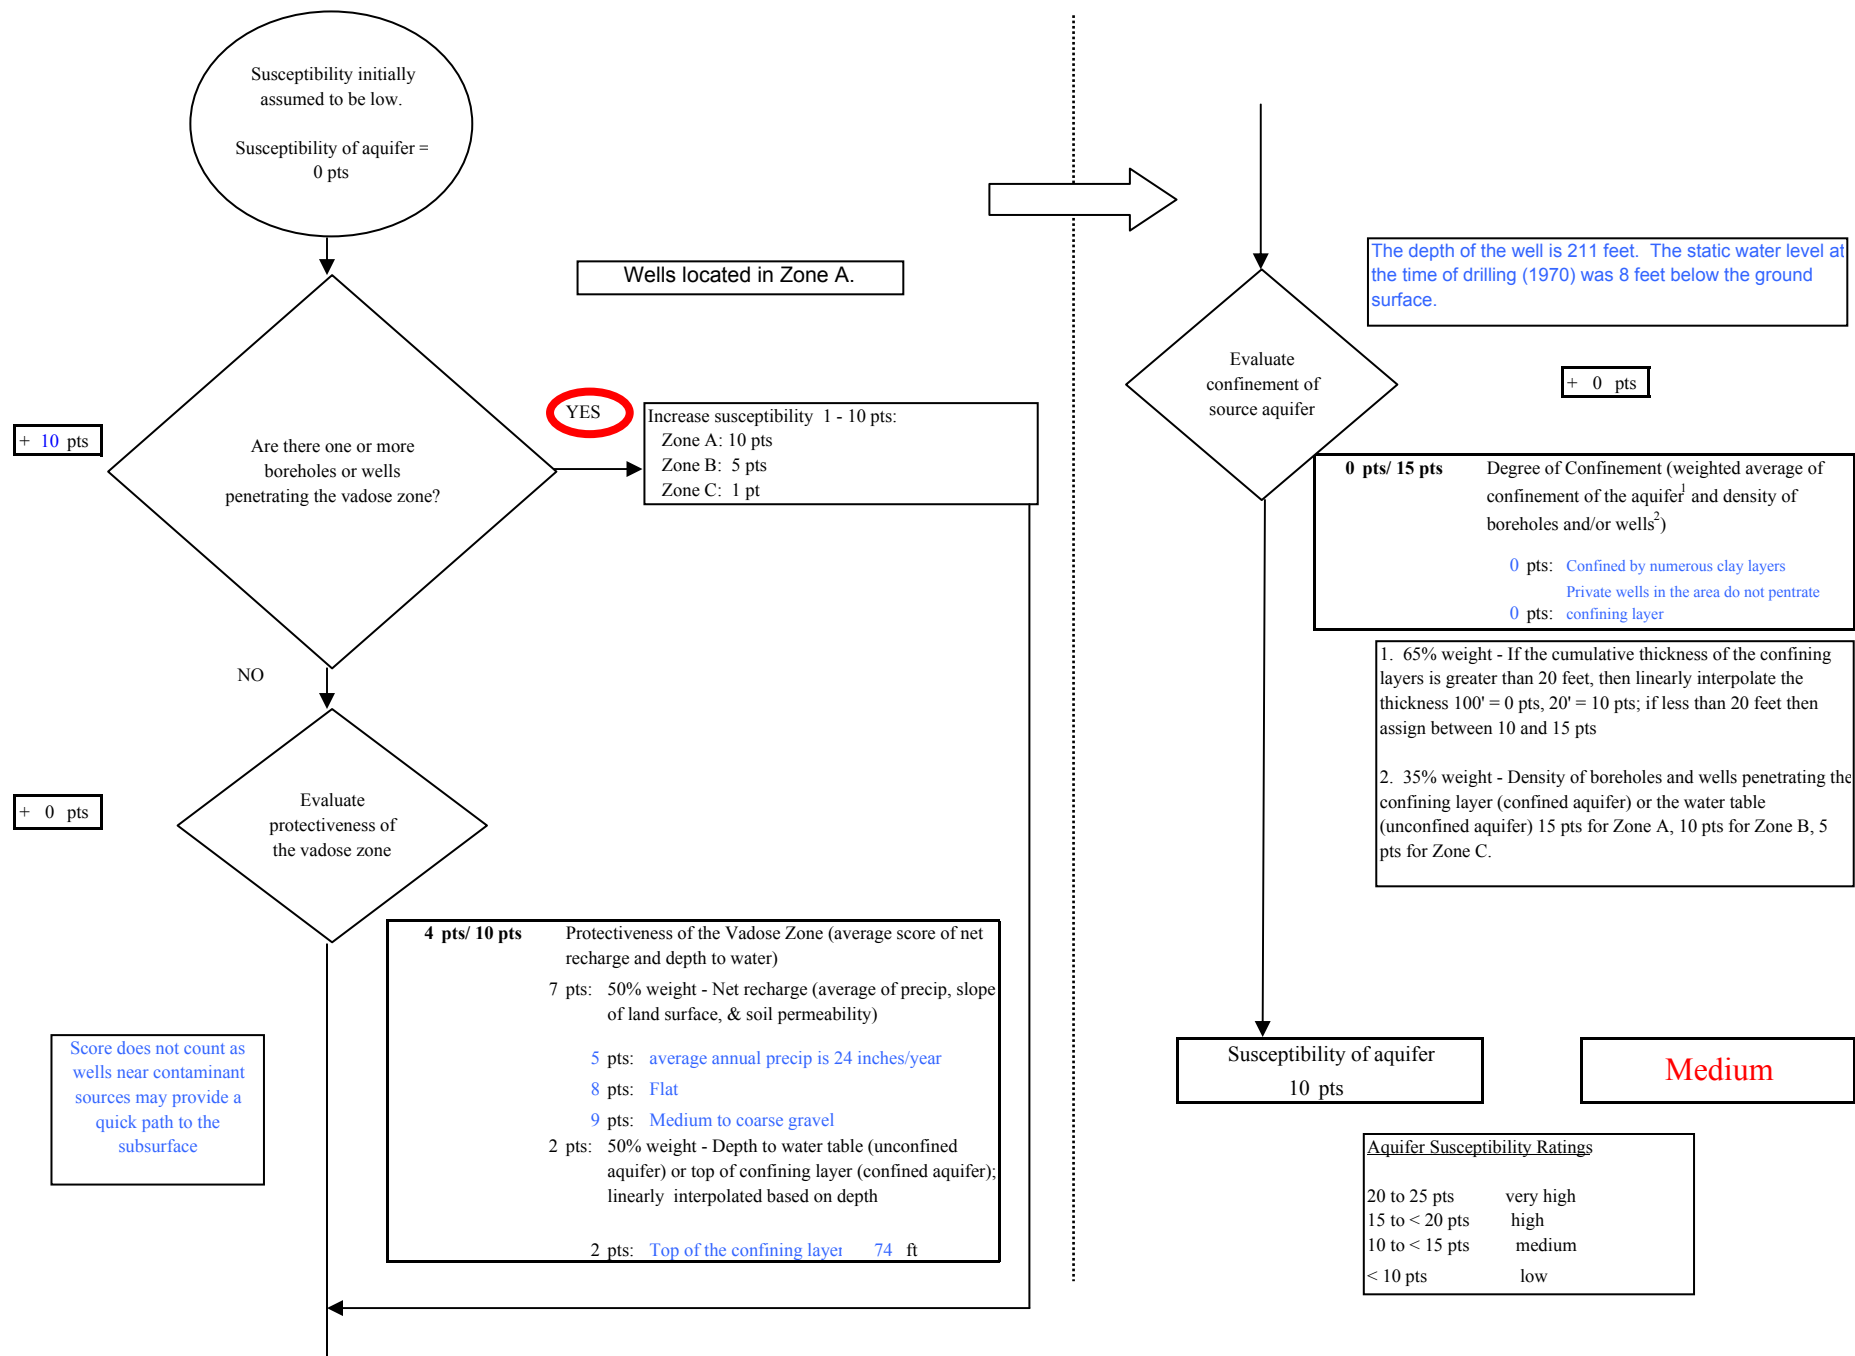 Susceptibility initially
assumed to be low.
Susceptibility of aquifer =
0 pts
Wells located in Zone A.
+ 10 pts
Are there one or more
boreholes or wells
penetrating the vadose zone?
YES
Increase susceptibility 1 - 10 pts:
Zone A: 10 pts
Zone B: 5 pts
Zone C: 1 pt
NO
+ 0 pts
Evaluate
protectiveness of
the vadose zone
4 pts/ 10 pts Protectiveness of the Vadose Zone (average score of net
recharge and depth to water)
7 pts: 50% weight - Net recharge (average of precip, slope
of land surface, & soil permeability)
5 pts: average annual precip is 24 inches/year
8 pts: Flat
9 pts: Medium to coarse gravel
2 pts: 50% weight - Depth to water table (unconfined
aquifer) or top of confining layer (confined aquifer);
linearly interpolated based on depth
2 pts: Top of the confining layer 74 ft
Score does not count as
wells near contaminant
sources may provide a
quick path to the
subsurface
The depth of the well is 211 feet. The static water level at
the time of drilling (1970) was 8 feet below the ground
surface.
Evaluate
confinement of
source aquifer
+ 0 pts
0 pts/ 15 pts Degree of Confinement (weighted average of
confinement of the aquifer1 and density of
boreholes and/or wells2)
0 pts: Confined by numerous clay layers
Private wells in the area do not pentrate
0 pts: confining layer
1. 65% weight - If the cumulative thickness of the confining
layers is greater than 20 feet, then linearly interpolate the
thickness 100' = 0 pts, 20' = 10 pts; if less than 20 feet then
assign between 10 and 15 pts
2. 35% weight - Density of boreholes and wells penetrating the
confining layer (confined aquifer) or the water table
(unconfined aquifer) 15 pts for Zone A, 10 pts for Zone B, 5
pts for Zone C.
Susceptibility of aquifer
10 pts
Medium
Aquifer Susceptibility Ratings
20 to 25 pts very high
15 to < 20 pts high
10 to < 15 pts medium
< 10 pts low